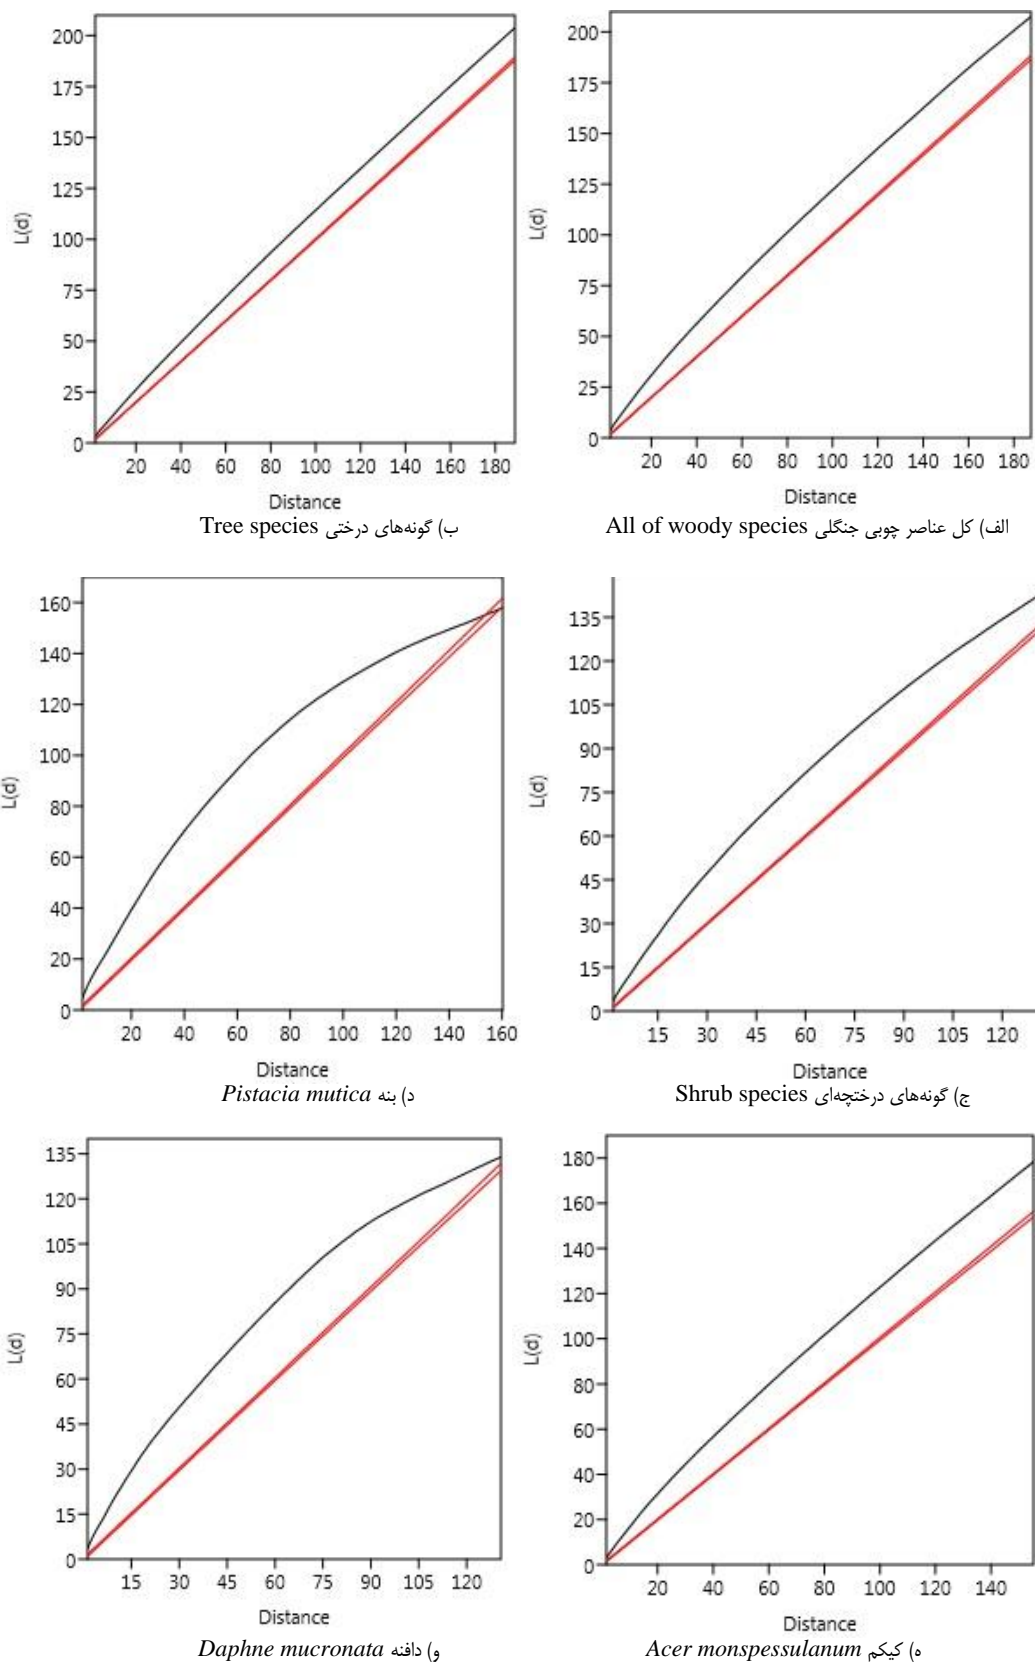 200
175
150
125
100
75
50
25
0
L(d)
20 40 60 80 100 120 140 160 180
Distance
ب) گونه‌های درختی Tree species
200
175
150
125
100
75
50
25
0
L(d)
20 40 60 80 100 120 140 160 180
Distance
الف) کل عناصر چوبی جنگلی All of woody species
160
140
120
100
80
60
40
20
0
L(d)
20 40 60 80 100 120 140 160
Distance
د) بنه Pistacia mutica
135
120
105
90
75
60
45
30
15
0
L(d)
15 30 45 60 75 90 105 120
Distance
ج) گونه‌های درختچه‌ای Shrub species
135
120
105
90
75
60
45
30
15
0
L(d)
15 30 45 60 75 90 105 120
Distance
و) دافنه Daphne mucronata
180
160
140
120
100
80
60
40
20
0
L(d)
20 40 60 80 100 120 140
Distance
ه) کیکم Acer monspessulanum